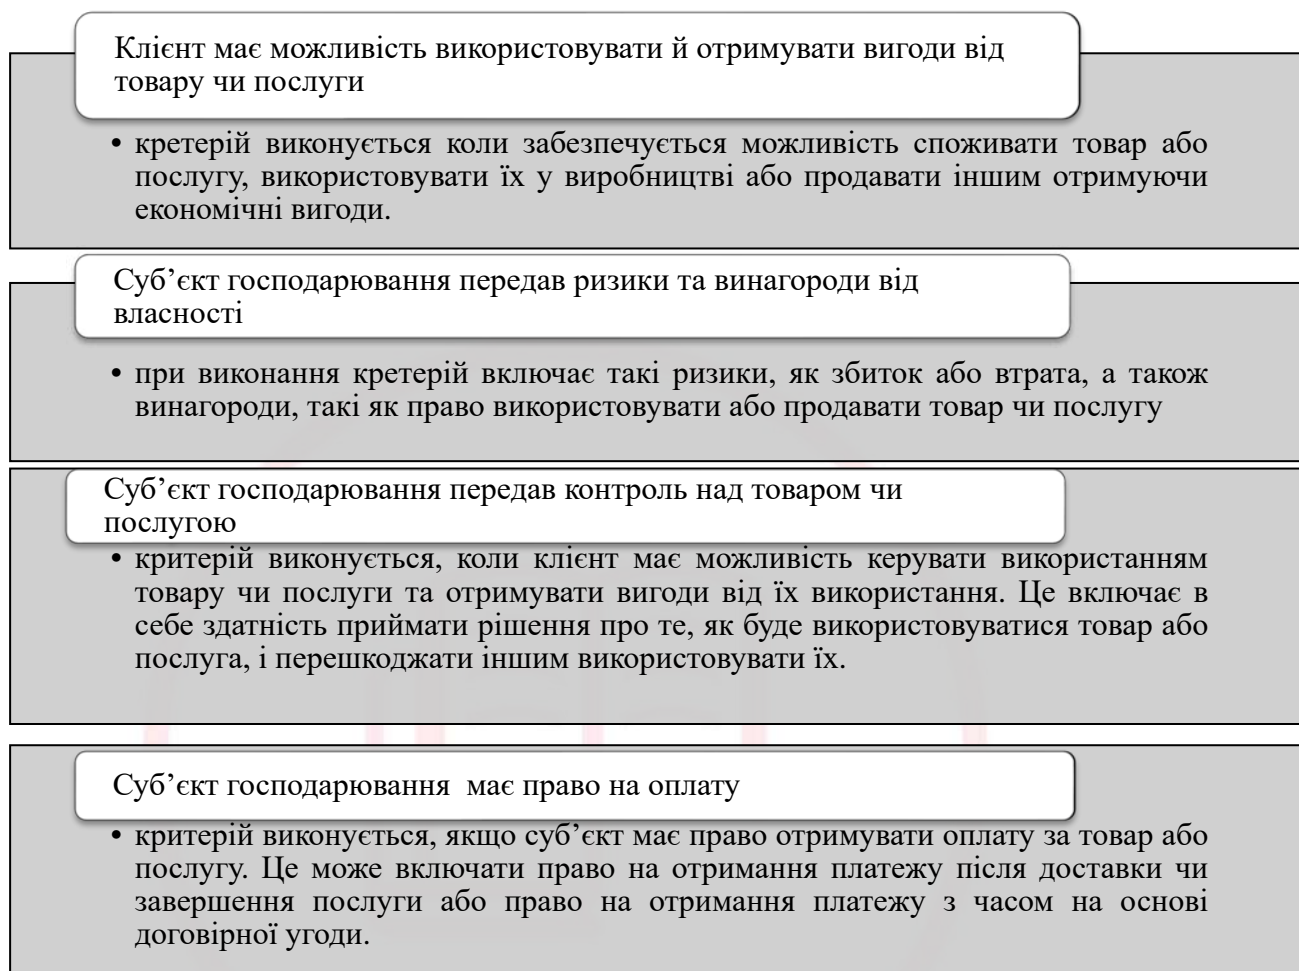 Клієнт має можливість використовувати й отримувати вигоди від
товару чи послуги
• кретерій виконується коли забезпечується можливість споживати товар або
послугу, використовувати їх у виробництві або продавати іншим отримуючи
економічні вигоди.
Суб’єкт господарювання передав ризики та винагороди від
власності
• при виконання кретерій включає такі ризики, як збиток або втрата, а також
винагороди, такі як право використовувати або продавати товар чи послугу
Суб’єкт господарювання передав контроль над товаром чи
послугою
• критерій виконується, коли клієнт має можливість керувати використанням
товару чи послуги та отримувати вигоди від їх використання. Це включає в
себе здатність приймати рішення про те, як буде використовуватися товар або
послуга, і перешкоджати іншим використовувати їх.
Суб’єкт господарювання  має право на оплату
• критерій виконується, якщо суб’єкт має право отримувати оплату за товар або
послугу. Це може включати право на отримання платежу після доставки чи
завершення послуги або право на отримання платежу з часом на основі
договірної угоди.